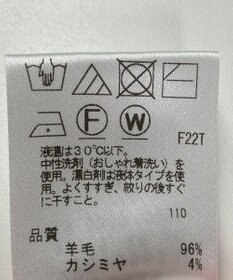 F
W
F22T
液温は30℃以下。
中性洗剤(おしゃれ着洗い)を
使用。漂白剤は液体タイプを使
用。よくすすぎ、絞りの後すぐ
に干すこと。
110
品質
羊毛 96%
カシミヤ 4%